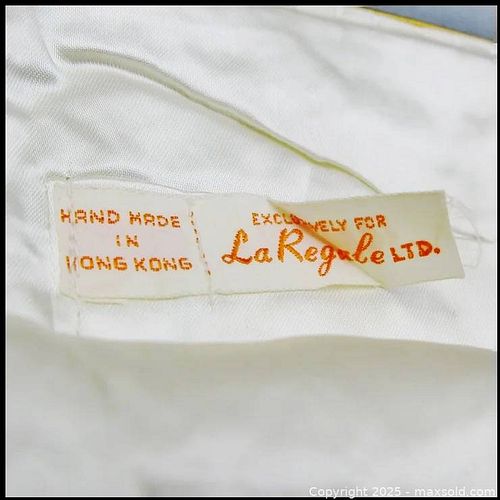 HAND MADE
IN
HONG KONG
EXCLUSIVELY FOR
La Regale LTD.
Copyright 2025 - maxsold.com